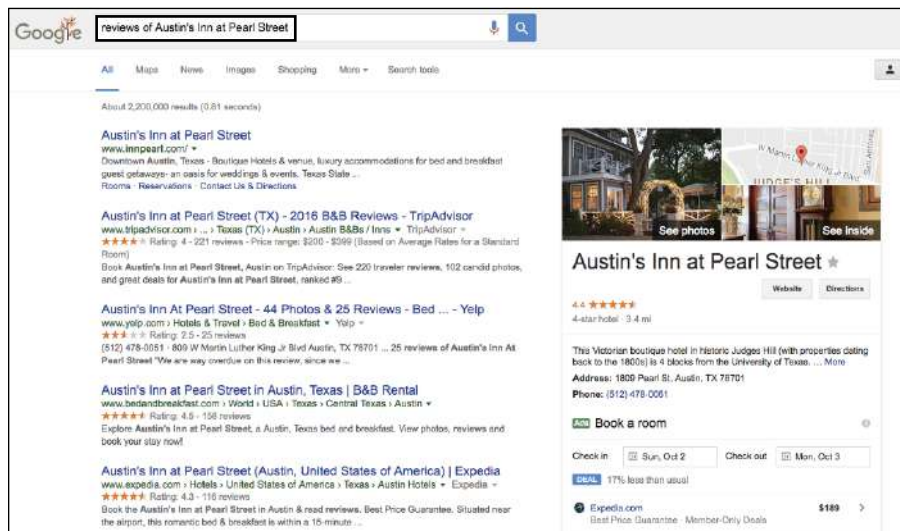 Google
reviews of Austin's Inn at Pearl Street
All Maps News Images Shopping More Search tools
About 2,200,000 results (0.81 seconds)
Austin's Inn at Pearl Street
www.innpearl.com/
Downtown Austin, Texas - Boutique Hotels & venue, luxury accommodations for bed and breakfast
guest getaways- an oasis for weddings & events, Texas State ...
Rooms · Reservations · Contact Us & Directions
Austin's Inn at Pearl Street (TX) - 2016 B&B Reviews - TripAdvisor
www.tripadvisor.com › ... › Texas (TX) › Austin › Austin B&Bs / Inns TripAdvisor
Rating: 4 - 221 reviews - Price range: $200 - $399 (Based on Average Rates for a Standard
Room)
Book Austin's Inn at Pearl Street, Austin on TripAdvisor: See 220 traveler reviews, 102 candid photos,
and great deals for Austin's Inn at Pearl Street, ranked #9 ...
Austin's Inn At Pearl Street - 44 Photos & 25 Reviews - Bed ... - Yelp
www.yelp.com › Hotels & Travel › Bed & Breakfast Yelp
Rating: 2.5 - 25 reviews
(512) 478-0051 · 809 W Martin Luther King Jr Blvd Austin, TX 78701 ... 25 reviews of Austin's Inn At
Pearl Street "We are way overdue on this review, since we ...
Austin's Inn at Pearl Street in Austin, Texas | B&B Rental
www.bedandbreakfast.com › World › USA › Texas › Central Texas › Austin
Rating: 4.5 - 158 reviews
Explore Austin's Inn at Pearl Street, a Austin, Texas bed and breakfast. View photos, reviews and
book your stay now!
Austin's Inn at Pearl Street (Austin, United States of America) | Expedia
www.expedia.com › Hotels › United States of America › Texas › Austin Hotels Expedia
Rating: 4.3 - 116 reviews
Book the Austin's Inn at Pearl Street in Austin & read reviews. Best Price Guarantee. Situated near
the airport, this romantic bed & breakfast is within a 15-minute ...
W Martin Luther King Jr Blvd
San Antonio
JUDGE'S HILL
See photos
See Inside
Austin's Inn at Pearl Street
Website Directions
4.4
4-star hotel · 3.4 mi
This Victorian boutique hotel in historic Judges Hill (with properties dating
back to the 1800s) is 4 blocks from the University of Texas. ... More
Address: 1809 Pearl St, Austin, TX 78701
Phone: (512) 478-0051
Ads Book a room
Check in Sun, Oct 2 Check out Mon, Oct 3
DEAL 17% less than usual
Expedia.com $189
Best Price Guarantee · Member-Only Deals